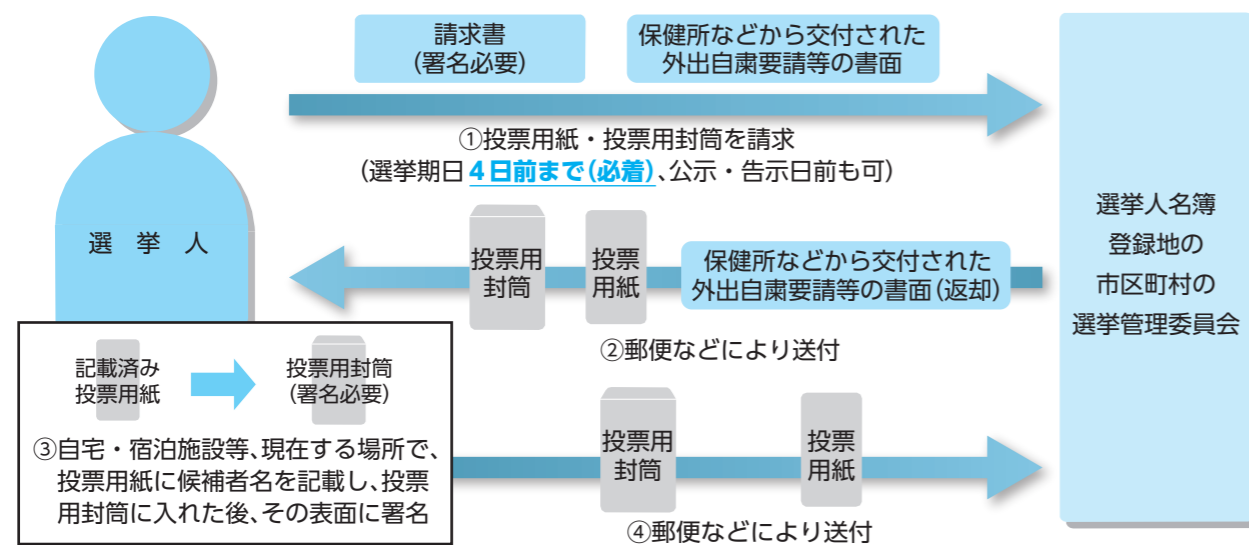 請求書
(署名必要)
保健所などから交付された
外出自粛要請等の書面
①投票用紙・投票用封筒を請求
(選挙期日4日前まで(必着)、公示・告示日前も可)
選挙人
投票用
封筒
投票
用紙
保健所などから交付された
外出自粛要請等の書面(返却)
②郵便などにより送付
選挙人名簿
登録地の
市区町村の
選挙管理委員会
記載済み
投票用紙
投票用封筒
(署名必要)
③自宅・宿泊施設等、現在する場所で、
投票用紙に候補者名を記載し、投票
用封筒に入れた後、その表面に署名
投票用
封筒
投票
用紙
④郵便などにより送付